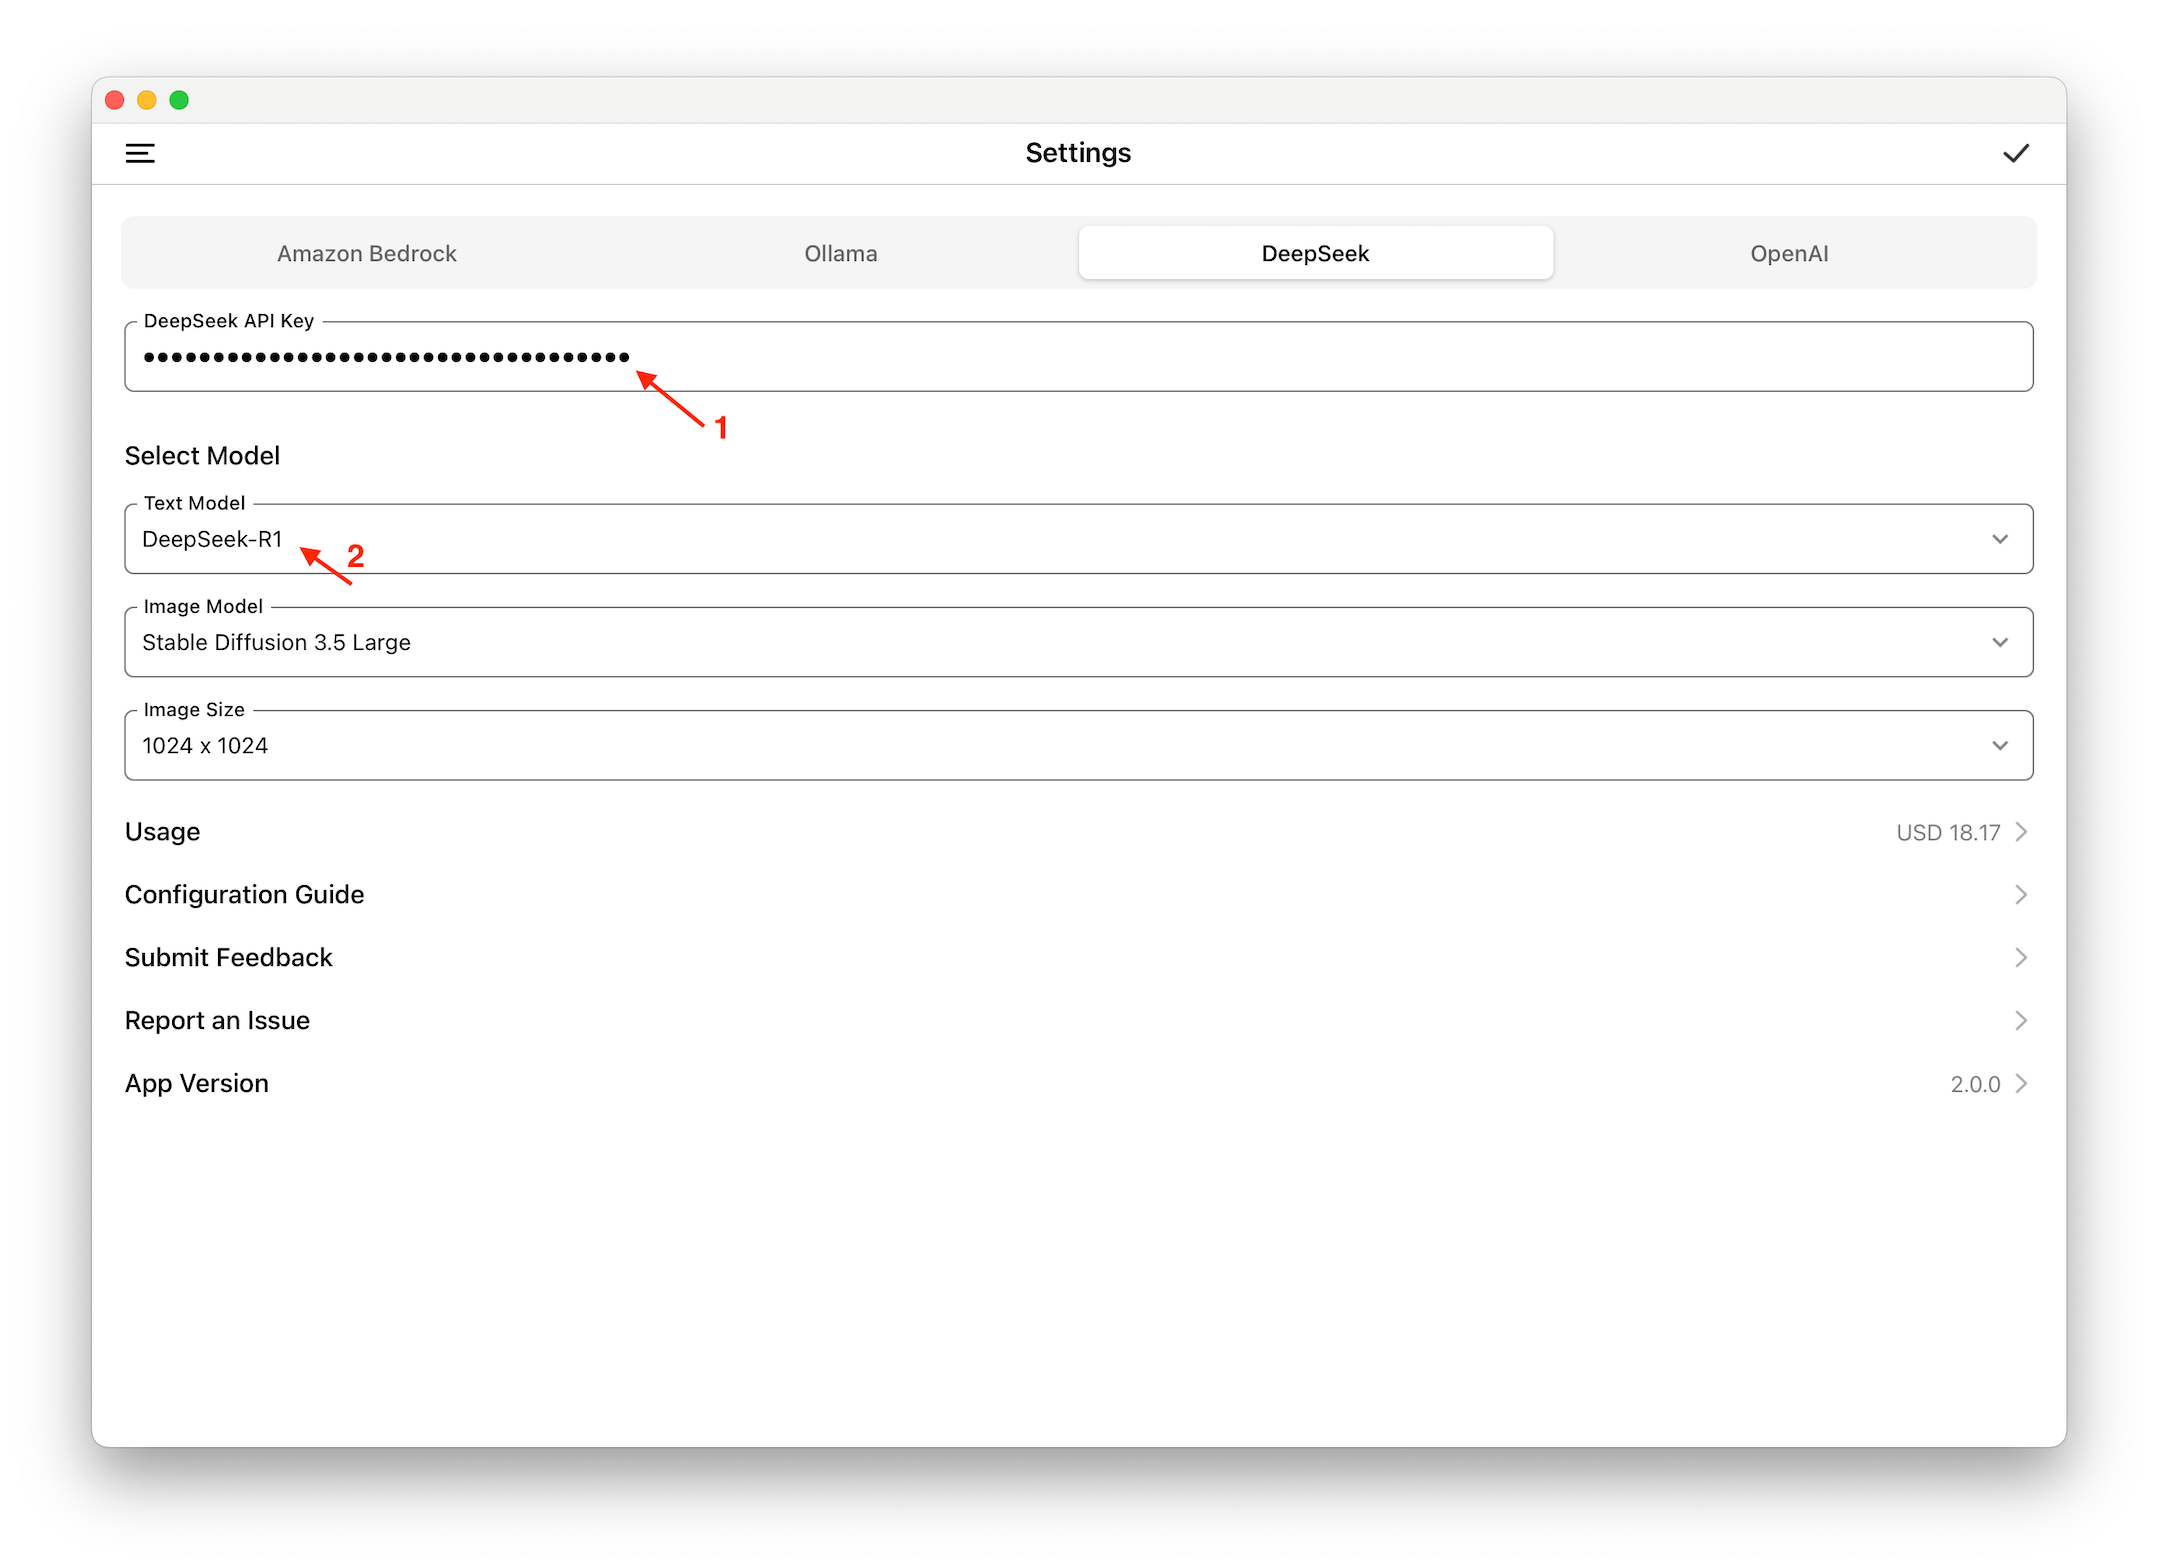 Settings
Amazon Bedrock Ollama DeepSeek OpenAI
DeepSeek API Key
••••••••••••••••••••••••••••••••••• 
1
Select Model
Text Model
DeepSeek-R1
2
Image Model
Stable Diffusion 3.5 Large
Image Size
1024 x 1024
Usage USD 18.17
Configuration Guide
Submit Feedback
Report an Issue
App Version 2.0.0